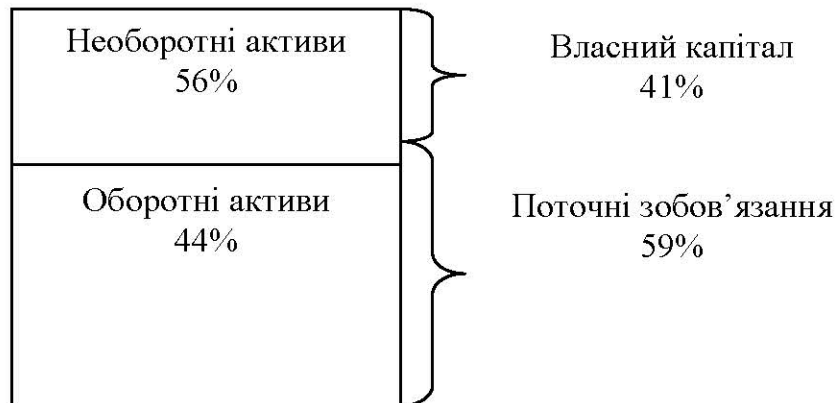 Необоротні активи
56%
Власний капітал
41%
Оборотні активи
44%
Поточні зобов’язання
59%